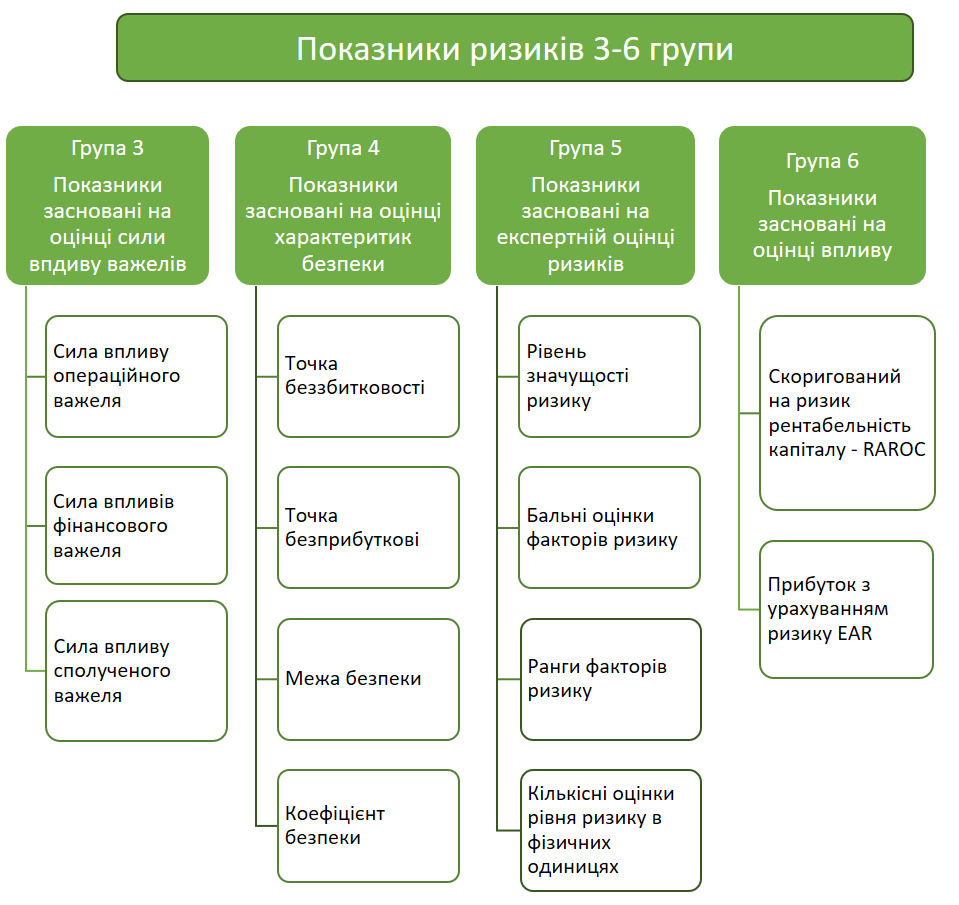 Показники ризиків 3-6 групи
Група 3
Показники
засновані на
оцінці сили
впдиву важелів
Сила впливу
операційного
важеля
Сила впливів
фінансового
важеля
Сила впливу
сполученого
важеля
Група 4
Показники
засновані на оцінці
характеритик
безпеки
Точка
беззбитковості
Точка
безприбуткові
Межа безпеки
Коефіцієнт
безпеки
Група 5
Показники
засновані на
експертній оцінці
ризиків
Рівень
значущості
ризику
Бальні оцінки
факторів ризику
Ранги факторів
ризику
Кількісні оцінки
рівня ризику в
фізичних
одиницях
Група 6
Показники
засновані на
оцінці впливу
Скоригований
на ризик
рентабельність
капіталу - RAROC
Прибуток з
урахуванням
ризику EAR